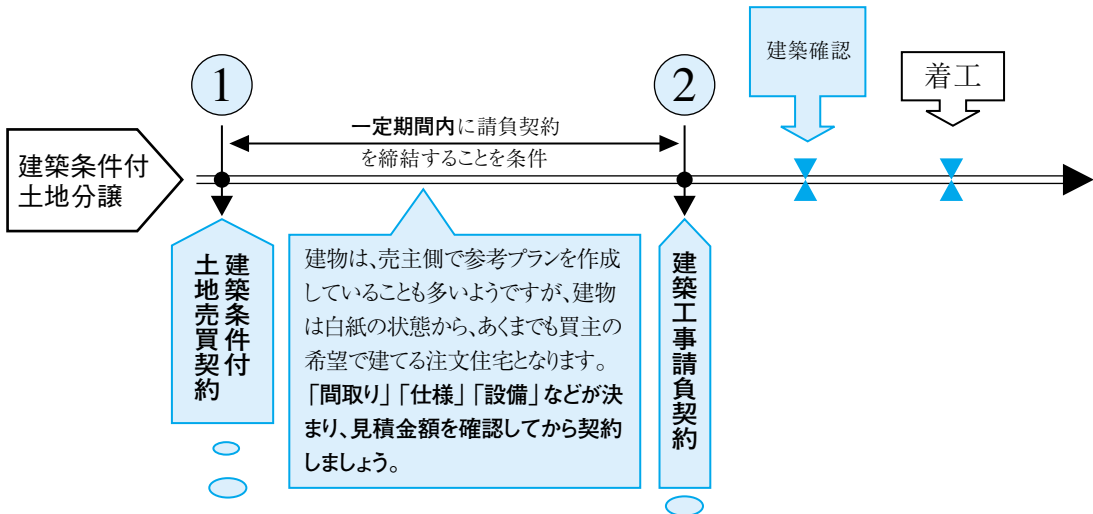 建築条件付
土地分譲
1
一定期間内に請負契約
を締結することを条件
2
建築確認
着工
建築条件付
土地売買契約
建物は、売主側で参考プランを作成
していることも多いようですが、建物
は白紙の状態から、あくまでも買主の
希望で建てる注文住宅となります。
「間取り」「仕様」「設備」などが決
まり、見積金額を確認してから契約
しましょう。
建築工事請負契約